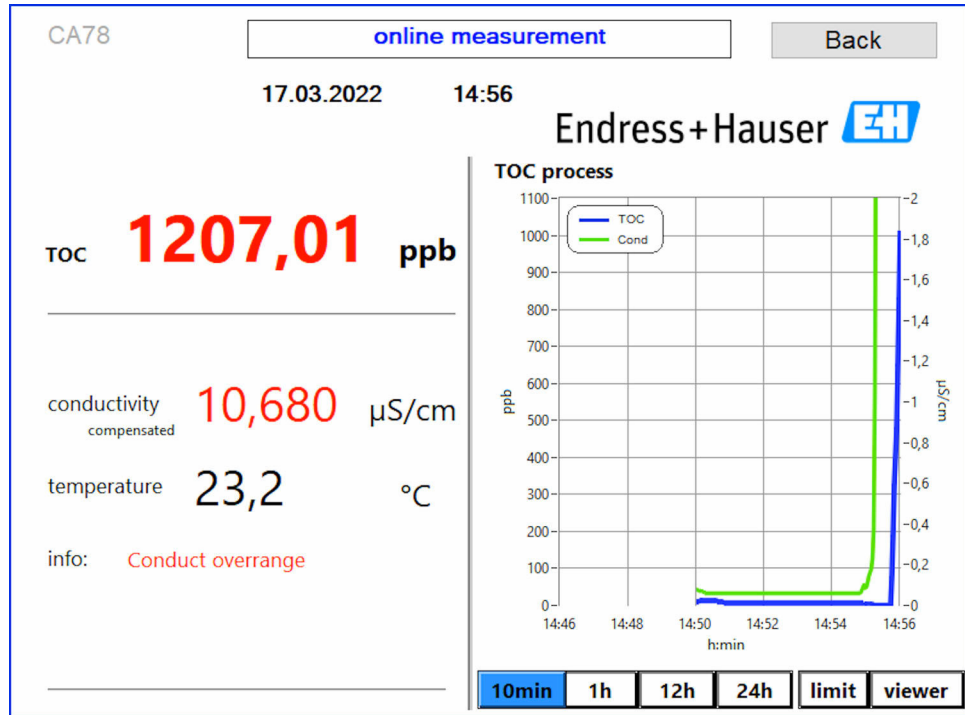 CA78
online measurement
Back
17.03.2022 14:56
Endress+Hauser EH
TOC 1207,01 ppb
conductivity 10,680 µS/cm
compensated
temperature 23,2 °C
info: Conduct overrange
TOC process
TOC
Cond
1100
1000
900
800
700
600
500
400
300
200
100
0
ppb
2
1,8
1,6
1,4
1,2
1
0,8
0,6
0,4
0,2
0
µS/cm
14:46 14:48 14:50 14:52 14:54 14:56
h:min
10min 1h 12h 24h limit viewer